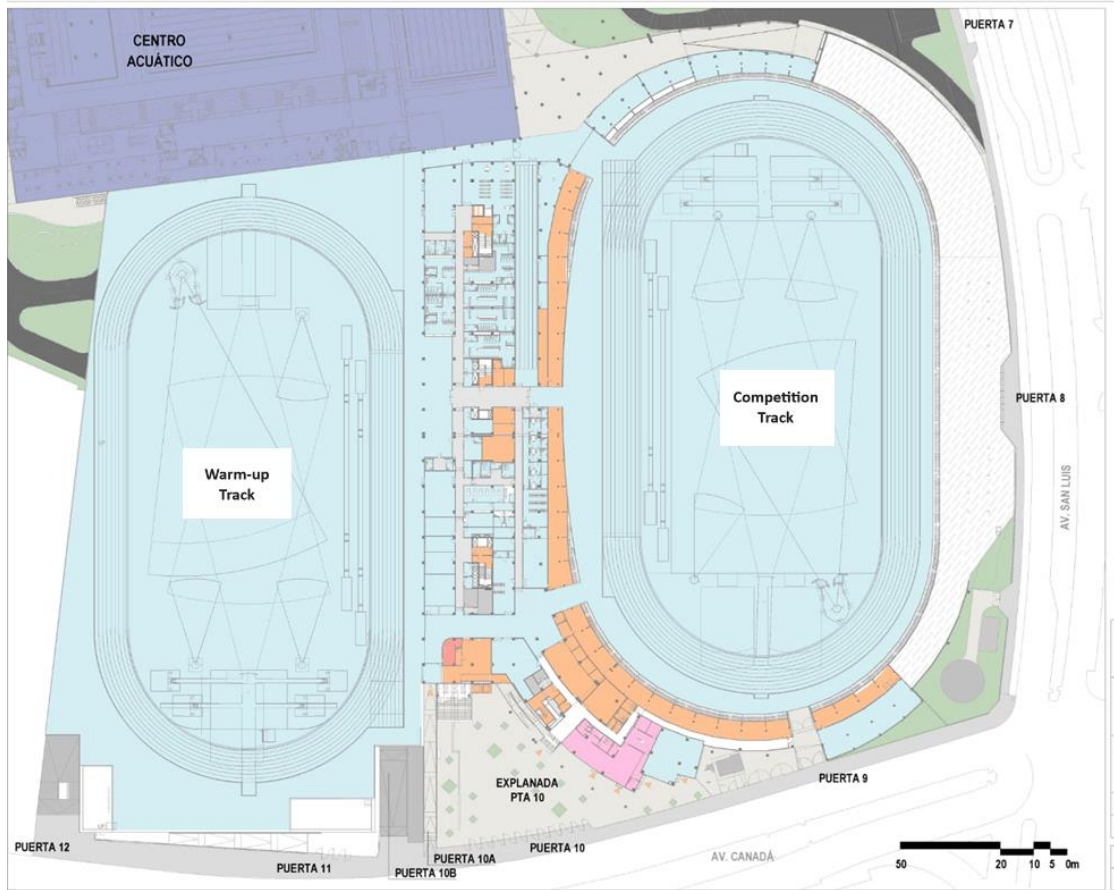 PUERTA 7
CENTRO
ACUÁTICO
Competition
Track
PUERTA 8
Warm-up
Track
AV. SAN LUIS
EXPLANADA
PTA 10
PUERTA 9
PUERTA 12
PUERTA 11
PUERTA 10B
PUERTA 10A
PUERTA 10
AV. CANADÁ
50 20 10 5 0m